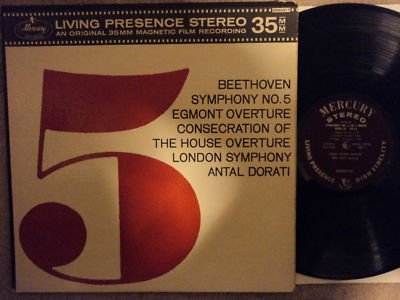 Mercury
LIVING PRESENCE STEREO
AN ORIGINAL 35MM MAGNETIC FILM RECORDING
35MM
5
BEETHOVEN
SYMPHONY NO. 5
EGMONT OVERTURE
CONSECRATION OF
THE HOUSE OVERTURE
LONDON SYMPHONY
ANTAL DORATI
MERCURY
STEREO
LIVING PRESENCE
HIGH FIDELITY